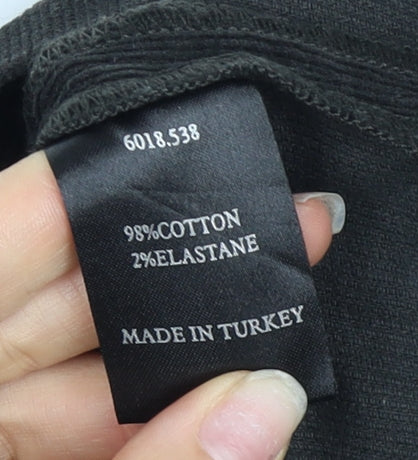 6018.538
98%COTTON
2%ELASTANE
MADE IN TURKEY